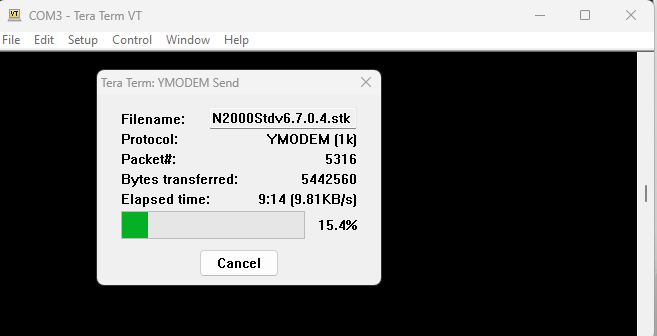 COM3 - Tera Term VT
File Edit Setup Control Window Help
Tera Term: YMODEM Send
Filename: N2000Stdv6.7.0.4.stk
Protocol: YMODEM (1k)
Packet#: 5316
Bytes transferred: 5442560
Elapsed time: 9:14 (9.81KB/s)
15.4%
Cancel